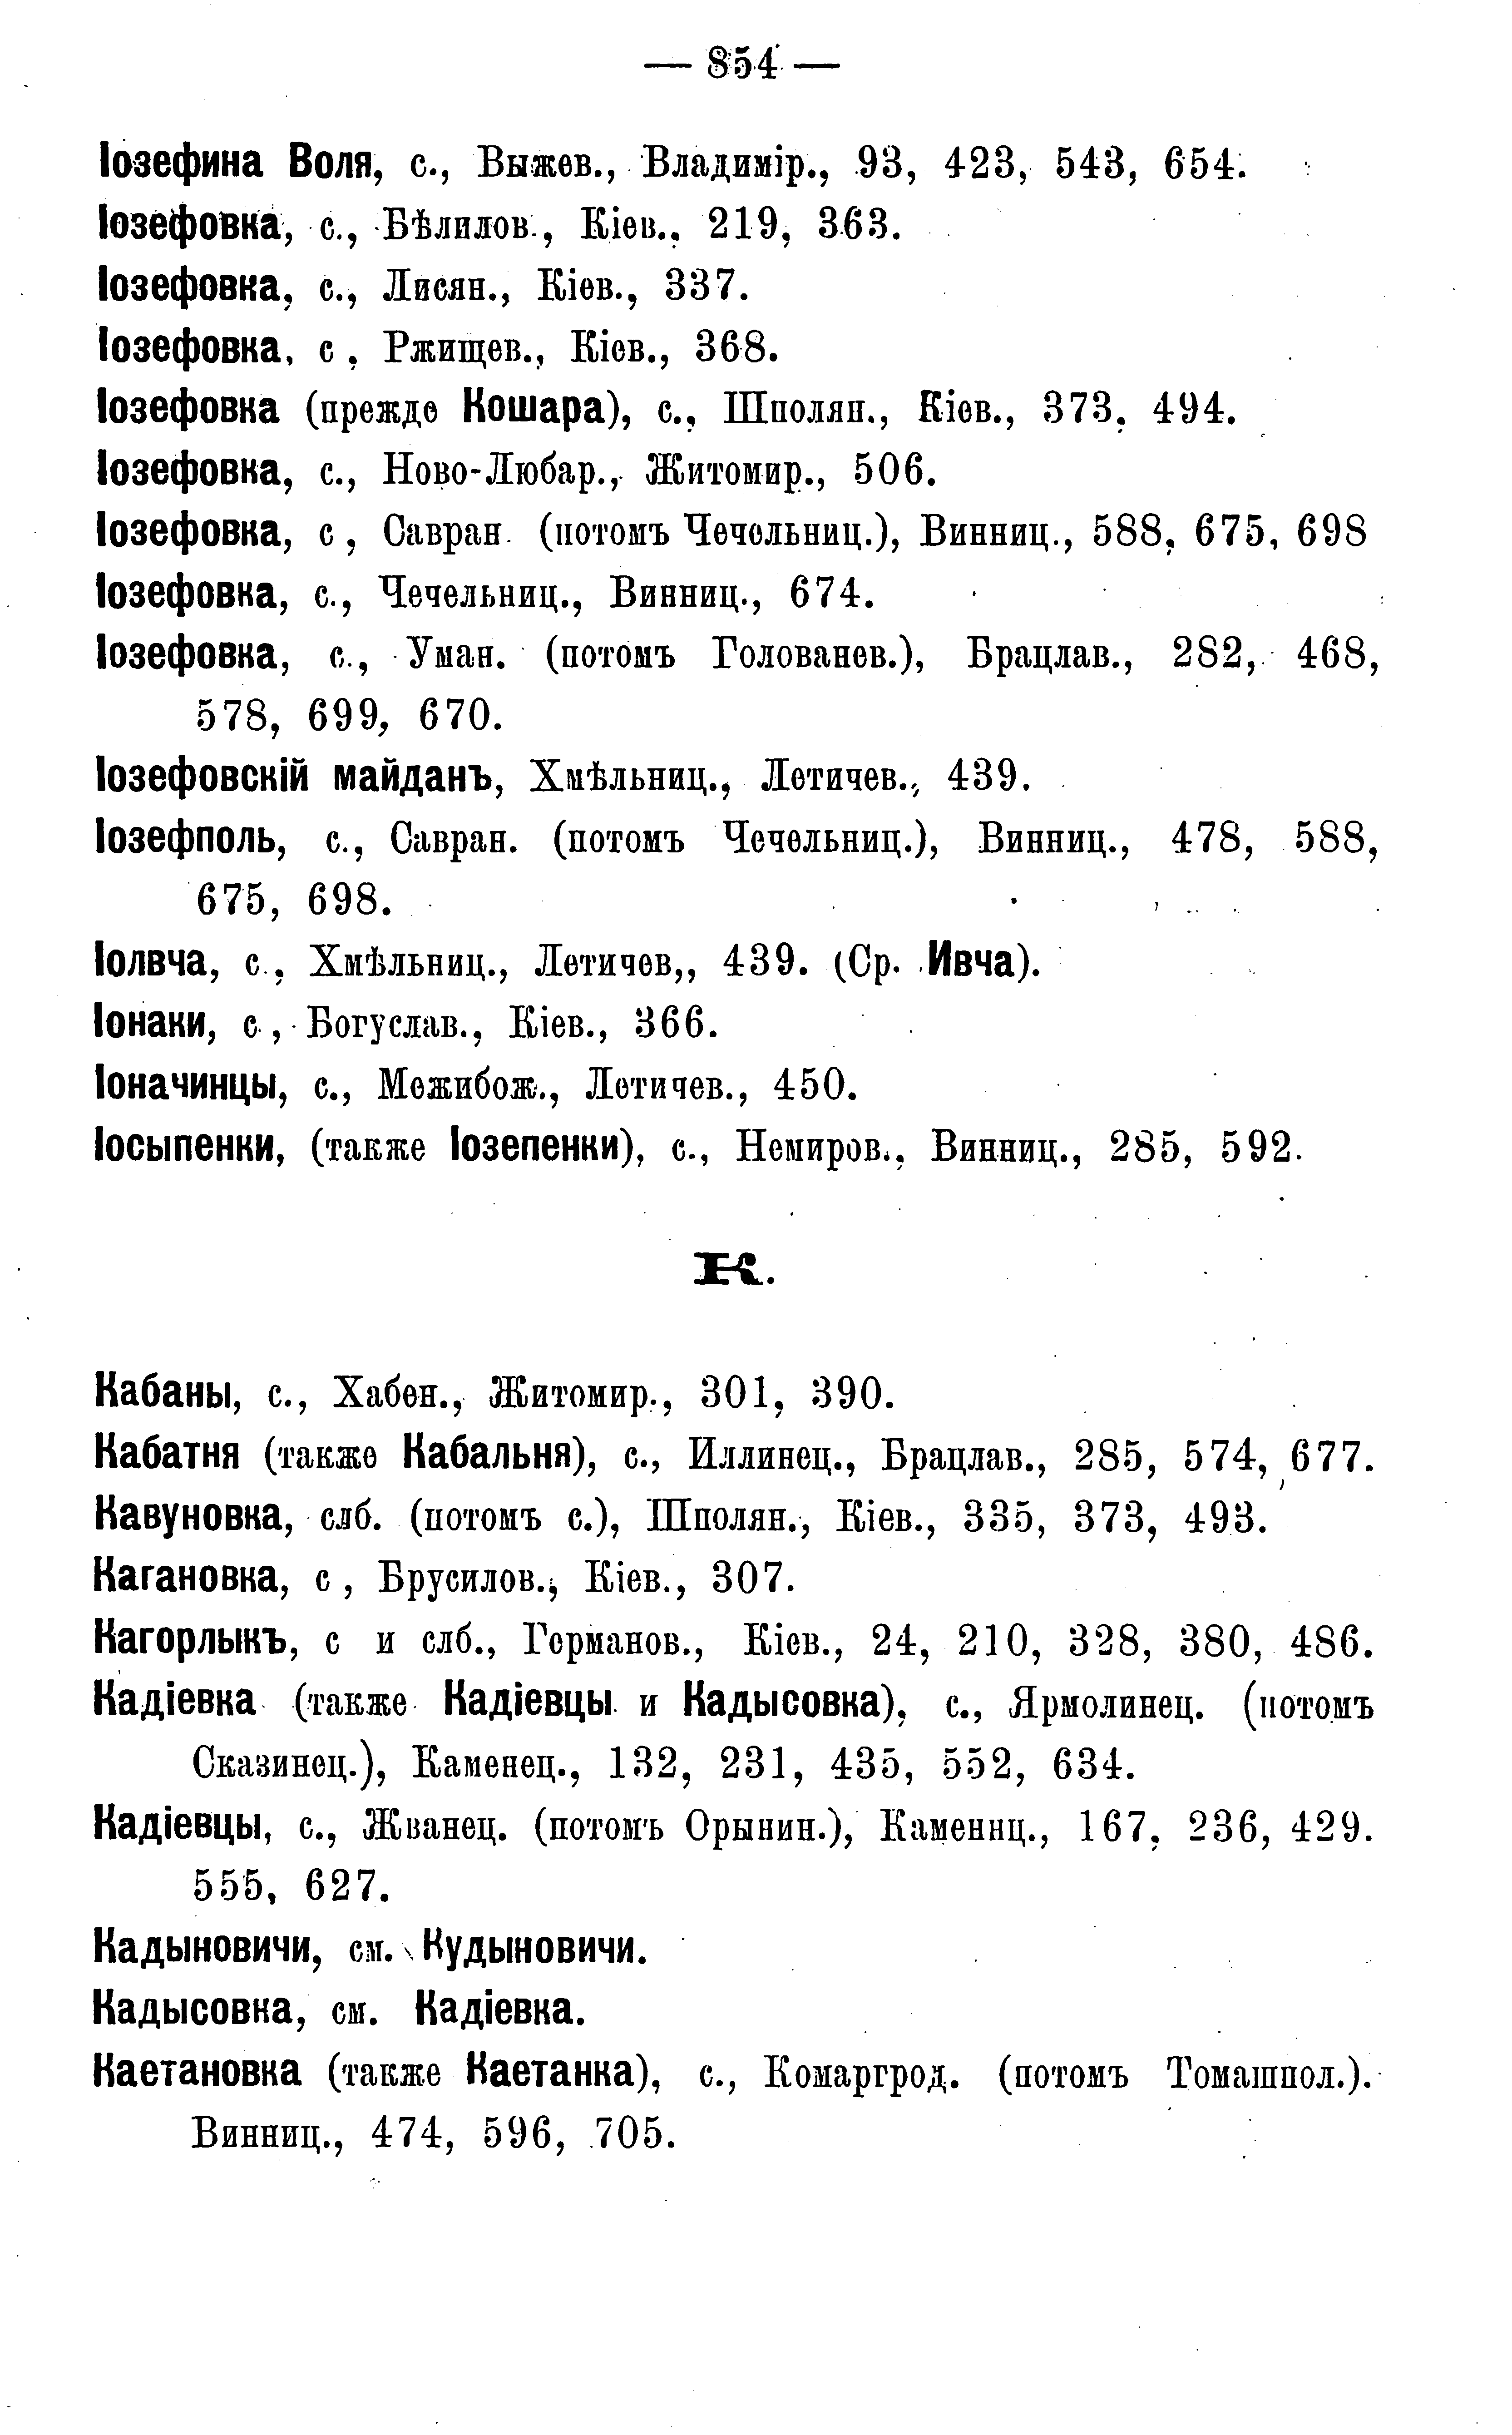 — 854 —
Іозефина Воля, с., Выжев., Владимір., 93, 423, 543, 654.
Іозефовка, с., Бѣлилов., Кіев., 219, 363.
Іозефовка, с., Лисян., Кіев., 337.
Іозефовка, с , Ржищев., Кіев., 368.
Іозефовка (прежде Кошара), с., Шполян., Кіев., 373, 494.
Іозефовка, с., Ново-Любар., Житомир., 506.
Іозефовка, с , Савран. (потомъ Чечельниц.), Винниц., 588, 675, 698
Іозефовка, с., Чечельниц., Винниц., 674.
Іозефовка, с., Уман. (потомъ Голованев.), Брацлав., 282, 468,
578, 699, 670.
Іозефовскій майданъ, Хмѣльниц., Летичев., 439.
Іозефполь, с., Савран. (потомъ Чечельниц.), Винниц., 478, 588,
675, 698.
Іолвча, с., Хмѣльниц., Летичев,, 439. (Ср. Ивча).
Іонаки, с , Богуслав., Кіев., 366.
Іоначинцы, с., Межибож., Летичев., 450.
Іосыпенки, (также Іозепенки), с., Немиров., Винниц., 285, 592.
К.
Кабаны, с., Хабен., Житомир., 301, 390.
Кабатня (также Кабальня), с., Иллинец., Брацлав., 285, 574, 677.
Кавуновка, слб. (потомъ с.), Шполян., Кіев., 335, 373, 493.
Кагановка, с , Брусилов., Кіев., 307.
Кагорлыкъ, с и слб., Германов., Кіев., 24, 210, 328, 380, 486.
Кадіевка (также Кадіевцы и Кадысовка), с., Ярмолинец. (потомъ
Сказинец.), Каменец., 132, 231, 435, 552, 634.
Кадіевцы, с., Жванец. (потомъ Орынин.), Каменнц., 167, 236, 429.
555, 627.
Кадыновичи, см. Кудыновичи.
Кадысовка, см. Кадіевка.
Каетановка (также Каетанка), с., Комаргрод. (потомъ Томашпол.).
Винниц., 474, 596, 705.